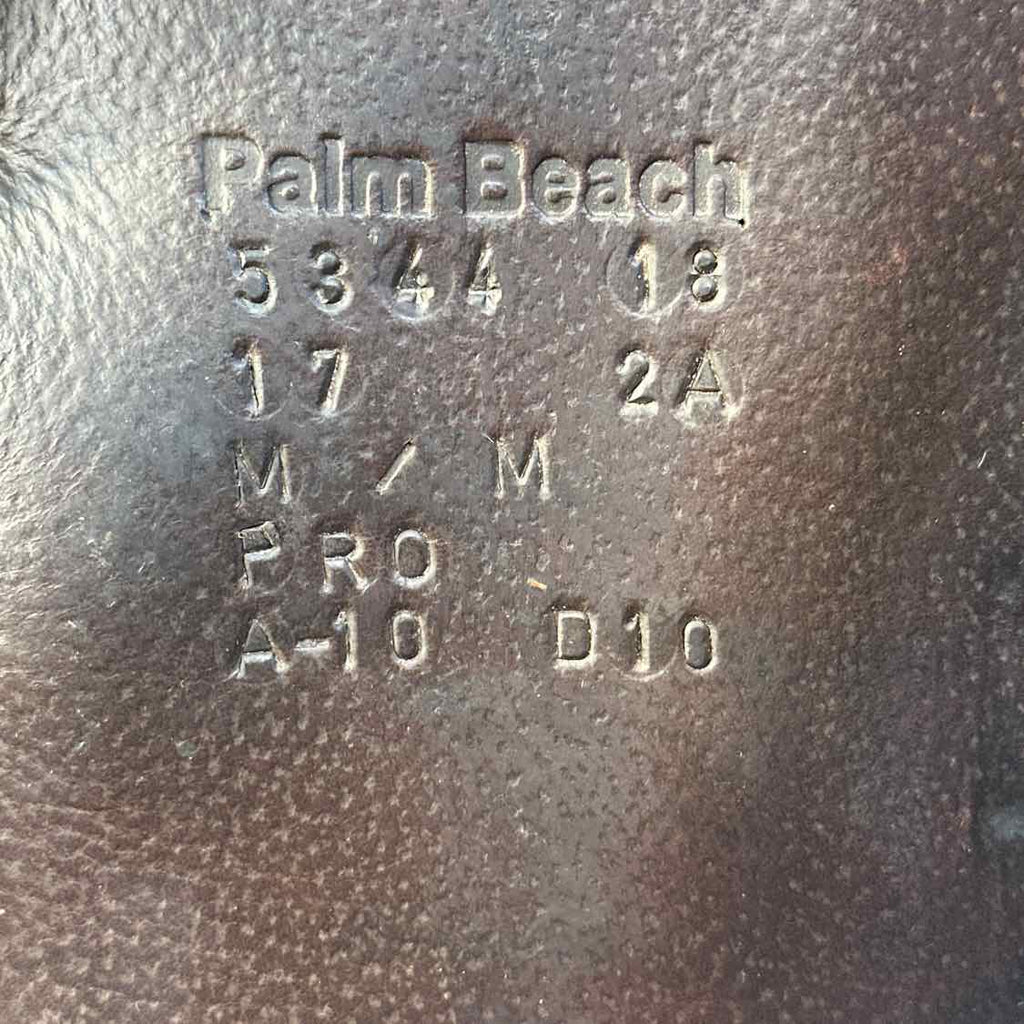 Palm Beach
5344 18
17 2A
M / M
PRO
A-10 D10